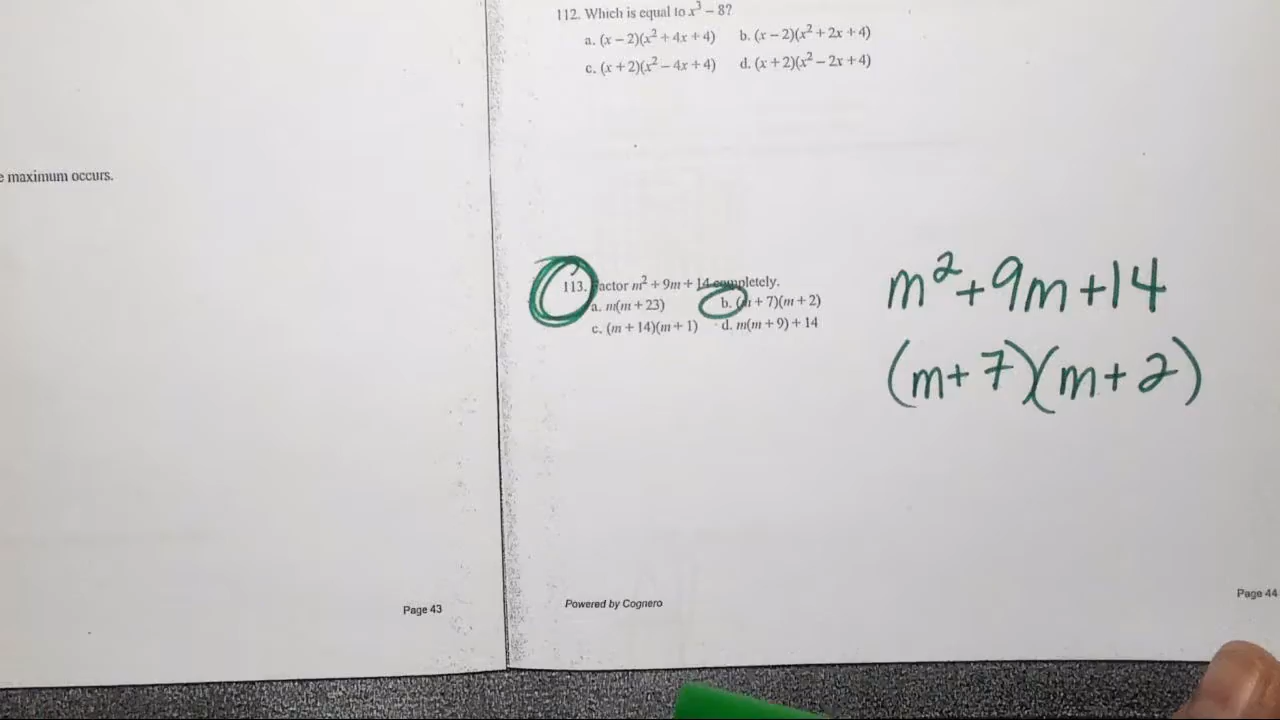 112. Which is equal to x³ – 8?
a. (x – 2)(x² + 4x + 4) b. (x – 2)(x² + 2x + 4)
c. (x + 2)(x² – 4x + 4) d. (x + 2)(x² – 2x + 4)
maximum occurs.
113. Factor m² + 9m + 14 completely.
a. m(m + 23) b. (m + 7)(m + 2)
c. (m + 14)(m + 1) d. m(m + 9) + 14
m² + 9m + 14
(m + 7)(m + 2)
Page 43
Powered by Cognero
Page 44